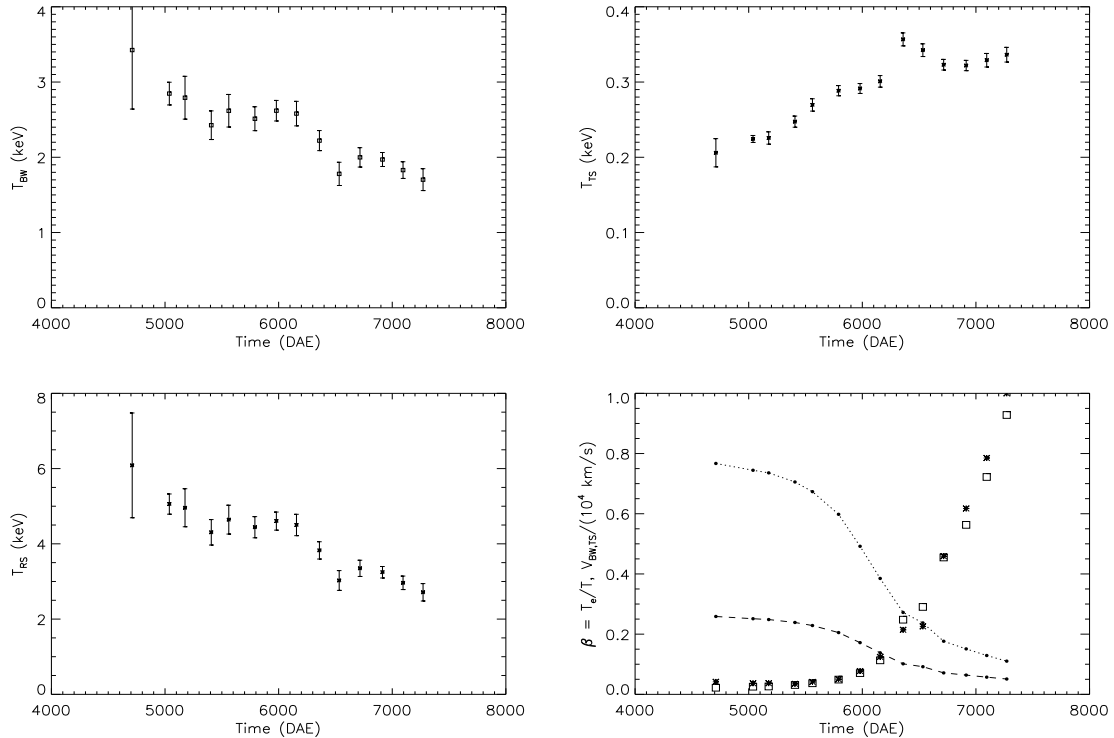 4
3
2
1
0
T_BW (keV)
4000 5000 6000 7000 8000
Time (DAE)
0.4
0.3
0.2
0.1
0.0
T_TS (keV)
4000 5000 6000 7000 8000
Time (DAE)
8
6
4
2
0
T_RS (keV)
4000 5000 6000 7000 8000
Time (DAE)
1.0
0.8
0.6
0.4
0.2
0.0
β = T_e/T, V_BW,TS/(10^4 km/s)
4000 5000 6000 7000 8000
Time (DAE)